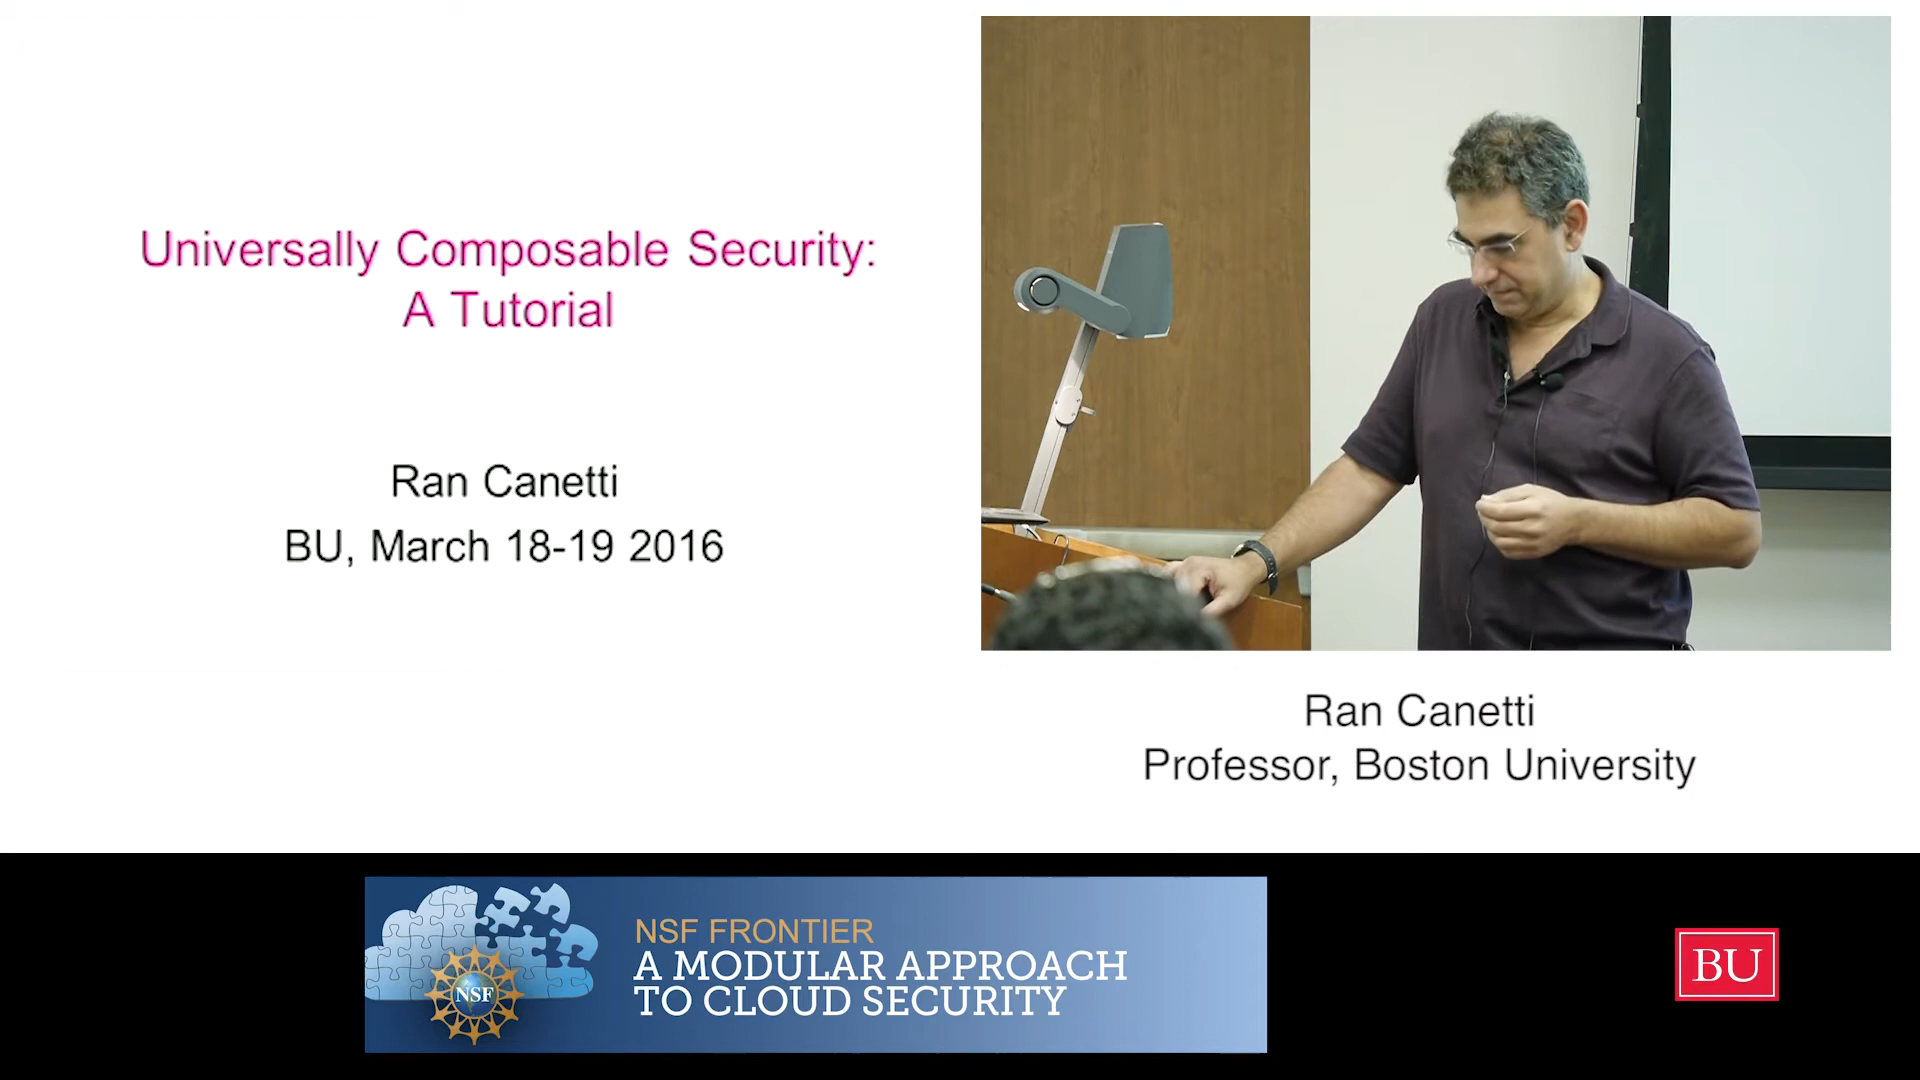 Universally Composable Security:
A Tutorial
Ran Canetti
BU, March 18-19 2016
Ran Canetti
Professor, Boston University
NSF FRONTIER
A MODULAR APPROACH
TO CLOUD SECURITY
NSF
BU